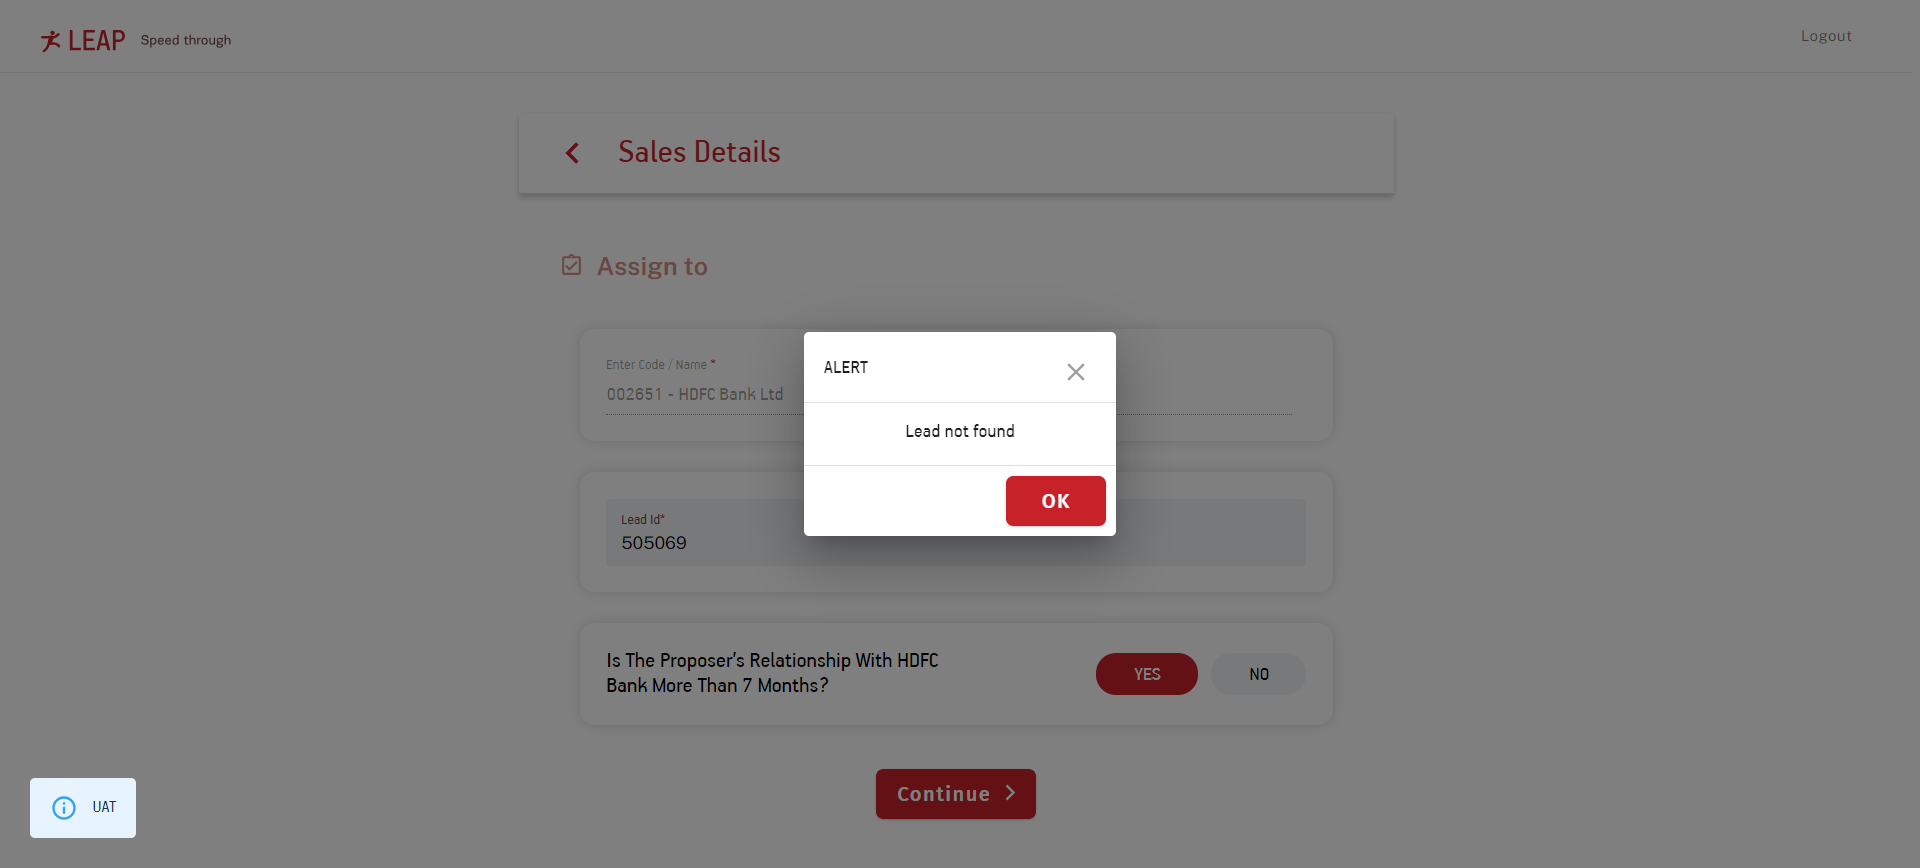 LEAP Speed through
Logout
Sales Details
Assign to
Enter Code / Name *
002651 - HDFC Bank Ltd
ALERT
Lead not found
OK
Lead Id*
505069
Is The Proposer's Relationship With HDFC
Bank More Than 7 Months?
YES
NO
Continue
UAT